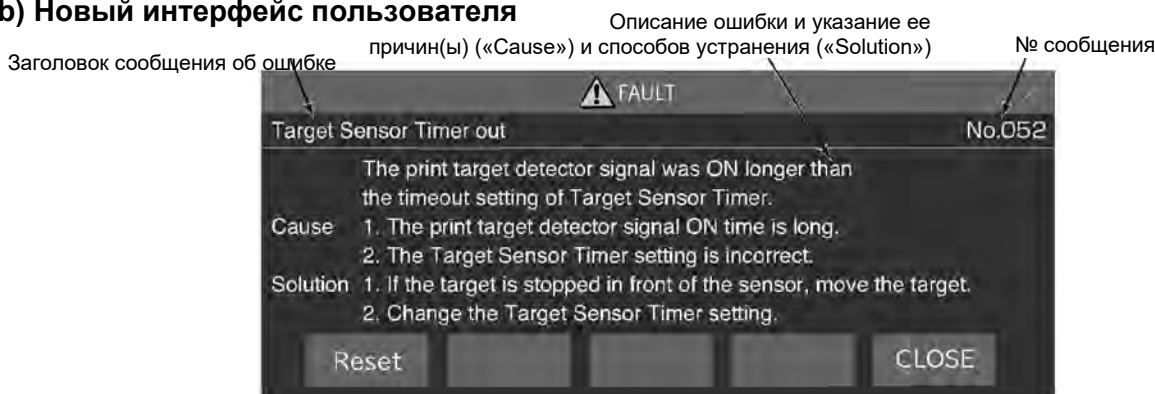 b) Новый интерфейс пользователя
Описание ошибки и указание ее
причин(ы) («Cause») и способов устранения («Solution»)
№ сообщения
Заголовок сообщения об ошибке
FAULT
Target Sensor Timer out
No.052
The print target detector signal was ON longer than
the timeout setting of Target Sensor Timer.
Cause 1. The print target detector signal ON time is long.
2. The Target Sensor Timer setting is incorrect.
Solution 1. If the target is stopped in front of the sensor, move the target.
2. Change the Target Sensor Timer setting.
Reset
CLOSE